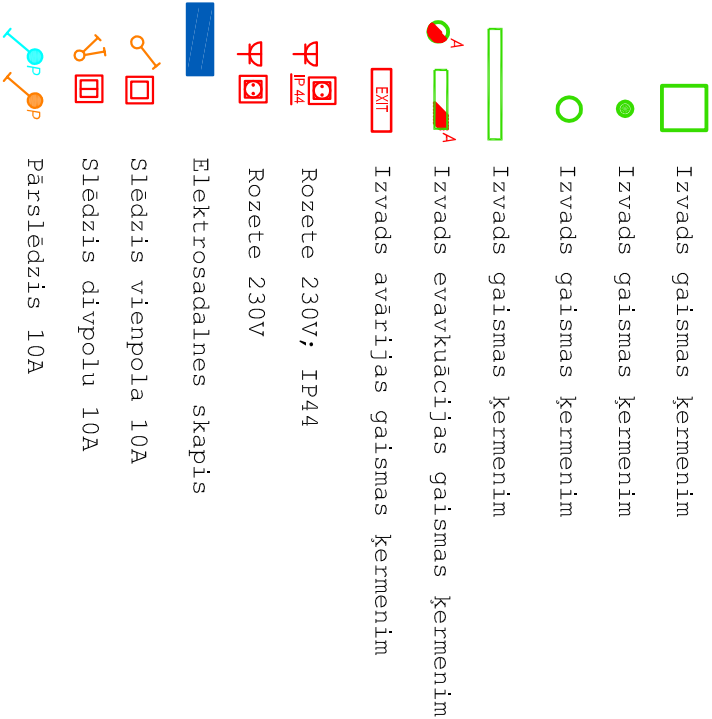 Izvads gaismas ķermenim
Izvads gaismas ķermenim
Izvads gaismas ķermenim
Izvads gaismas ķermenim
A A Izvads evavkuācijas gaismas ķermenim
EXIT Izvads avārijas gaismas ķermenim
IP 44 Rozete 230V; IP44
Rozete 230V
Elektrosadalnes skapis
Slēdzis vienpola 10A
Slēdzis divpolu 10A
P P Pārslēdzis 10A